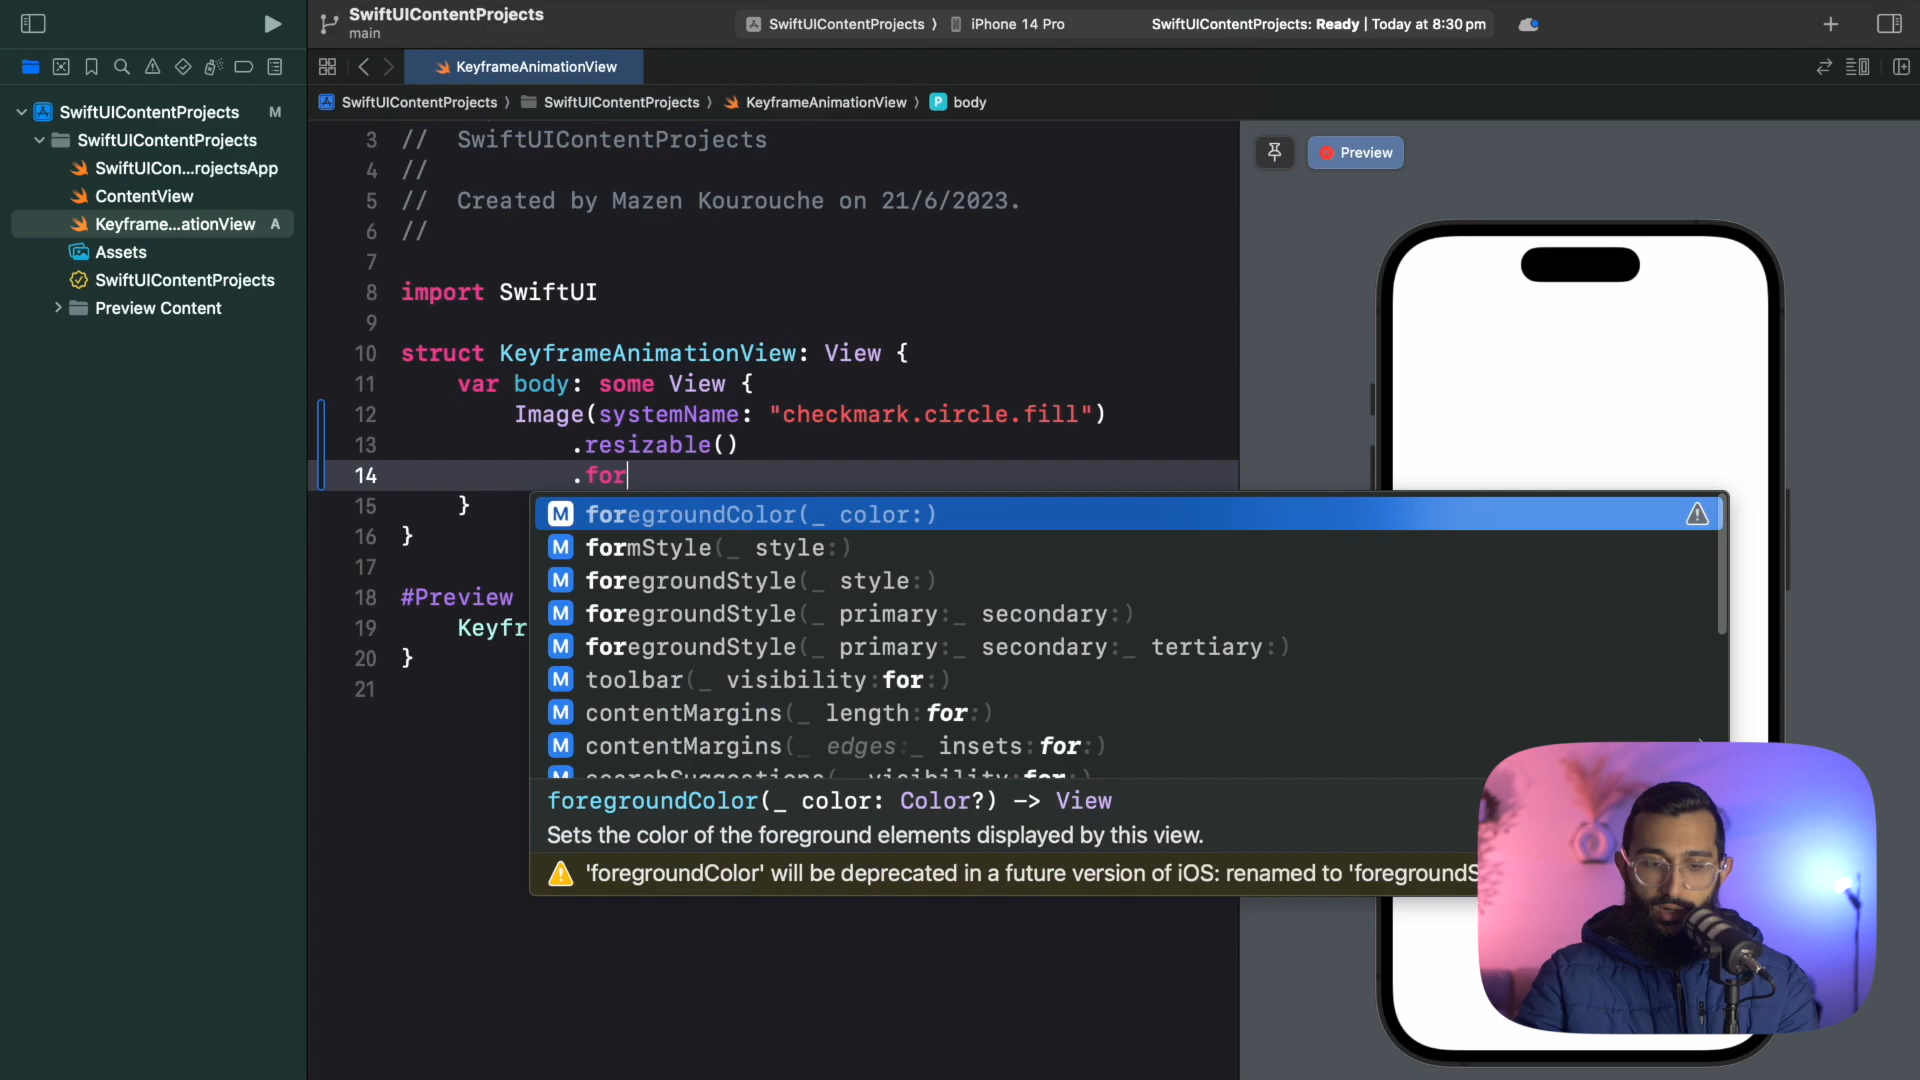 SwiftUIContentProjects
main
SwiftUIContentProjects 〉 iPhone 14 Pro
SwiftUIContentProjects: Ready | Today at 8:30 pm
KeyframeAnimationView
SwiftUIContentProjects 〉 SwiftUIContentProjects 〉 KeyframeAnimationView 〉 P body
SwiftUIContentProjects M
SwiftUIContentProjects
SwiftUICon...rojectsApp
ContentView
Keyframe...ationView A
Assets
SwiftUIContentProjects
Preview Content
3 // SwiftUIContentProjects
4 //
5 // Created by Mazen Kourouche on 21/6/2023.
6 //
7
8 import SwiftUI
9
10 struct KeyframeAnimationView: View {
11 var body: some View {
12 Image(systemName: "checkmark.circle.fill")
13 .resizable()
14 .for
15 }
16 }
17
18 #Preview
19 Keyfr
20 }
21
M foregroundColor(_ color:)
M formStyle(_ style:)
M foregroundStyle(_ style:)
M foregroundStyle(_ primary:_ secondary:)
M foregroundStyle(_ primary:_ secondary:_ tertiary:)
M toolbar(_ visibility:for:)
M contentMargins(_ length:for:)
M contentMargins(_ edges:_ insets:for:)
M searchSuggestions(_ visibility:for:)
foregroundColor(_ color: Color?) -> View
Sets the color of the foreground elements displayed by this view.
'foregroundColor' will be deprecated in a future version of iOS: renamed to 'foregroundS
Preview